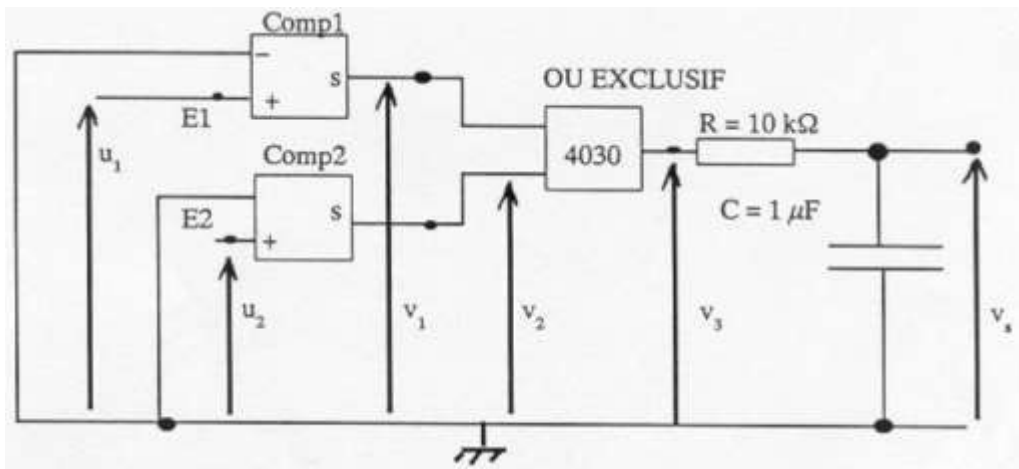 Comp1
−
s
OU EXCLUSIF
+
E1
R = 10 kΩ
u₁
4030
Comp2
s
C = 1 µF
E2
+
u₂
v₁
v₂
v₃
vₛ